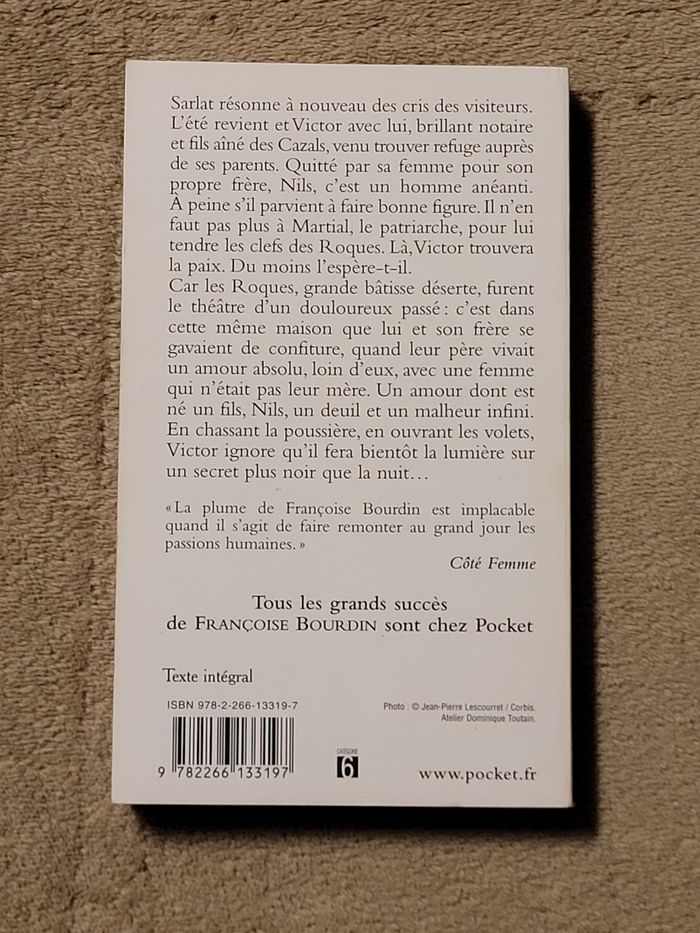 Sarlat résonne à nouveau des cris des visiteurs.
L'été revient et Victor avec lui, brillant notaire
et fils aîné des Cazals, venu trouver refuge auprès
de ses parents. Quitté par sa femme pour son
propre frère, Nils, c'est un homme anéanti.
À peine s'il parvient à faire bonne figure. Il n'en
faut pas plus à Martial, le patriarche, pour lui
tendre les clefs des Roques. Là, Victor trouvera
la paix. Du moins l'espère-t-il.
Car les Roques, grande bâtisse déserte, furent
le théâtre d'un douloureux passé : c'est dans
cette même maison que lui et son frère se
gavaient de confiture, quand leur père vivait
un amour absolu, loin d'eux, avec une femme
qui n'était pas leur mère. Un amour dont est
né un fils, Nils, un deuil et un malheur infini.
En chassant la poussière, en ouvrant les volets,
Victor ignore qu'il fera bientôt la lumière sur
un secret plus noir que la nuit…
« La plume de Françoise Bourdin est implacable
quand il s'agit de faire remonter au grand jour les
passions humaines. »
Côté Femme
Tous les grands succès
de FRANÇOISE BOURDIN sont chez Pocket
Texte intégral
ISBN 978-2-266-13319-7
Photo : © Jean-Pierre Lescourret / Corbis.
Atelier Dominique Toutain.
9 782266 133197
CATÉGORIE
6
www.pocket.fr